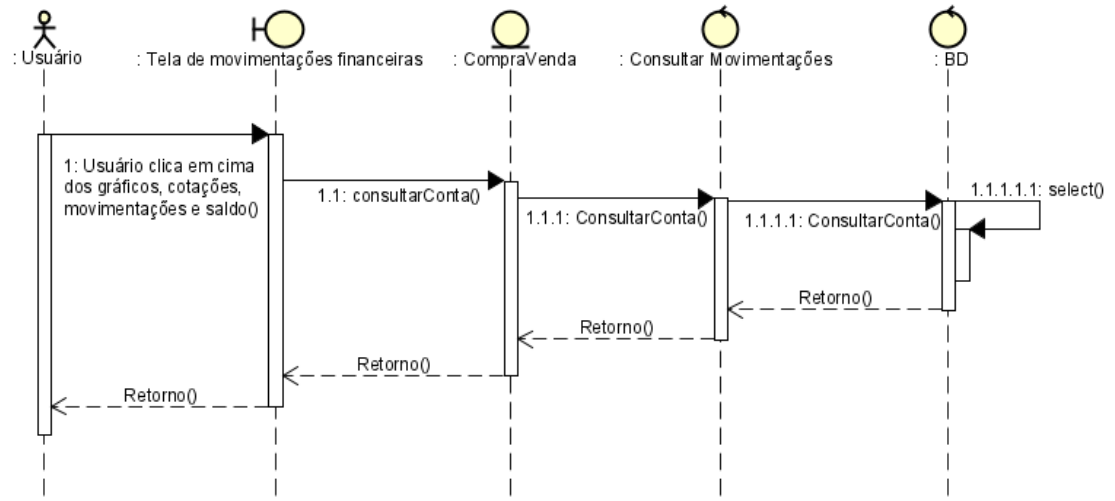 : Usuário
: Tela de movimentações financeiras
: CompraVenda
: Consultar Movimentações
: BD
1: Usuário clica em cima
dos gráficos, cotações,
movimentações e saldo()
1.1: consultarConta()
1.1.1: ConsultarConta()
1.1.1.1: ConsultarConta()
1.1.1.1.1: select()
Retorno()
Retorno()
Retorno()
Retorno()